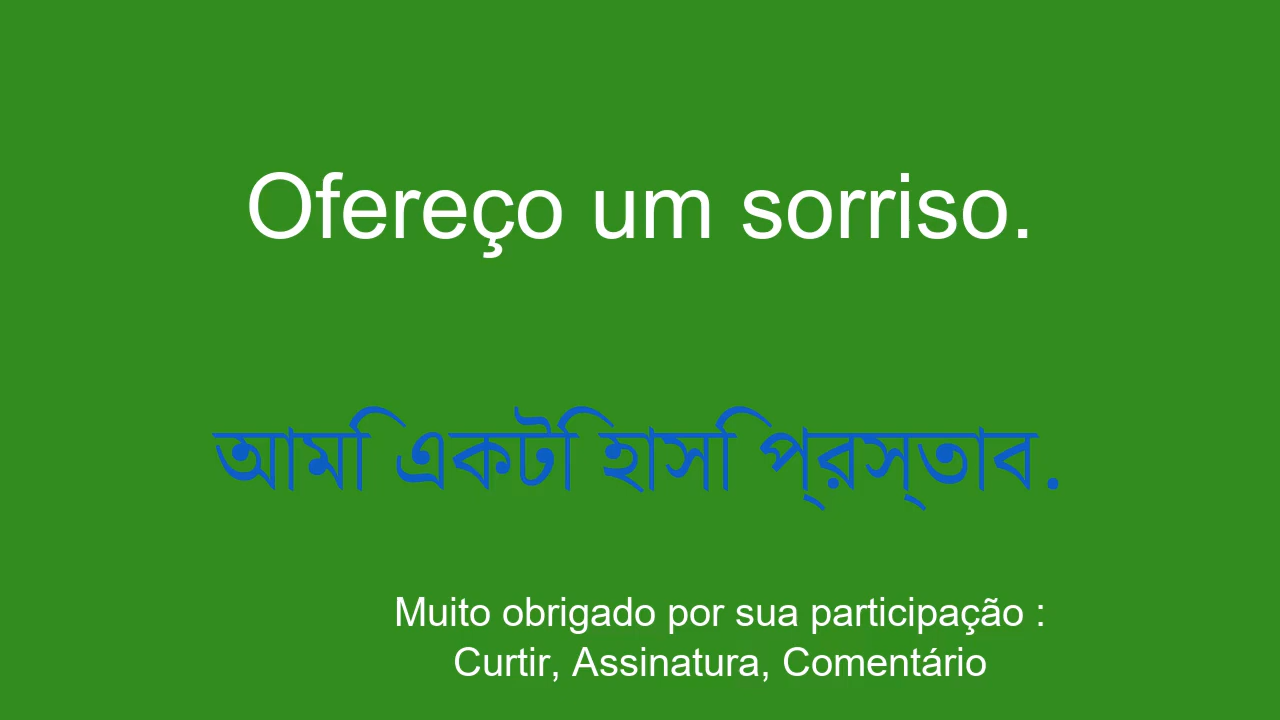 Ofereço um sorriso.
আমি একটি হাসি প্রস্তাব.
Muito obrigado por sua participação :
Curtir, Assinatura, Comentário